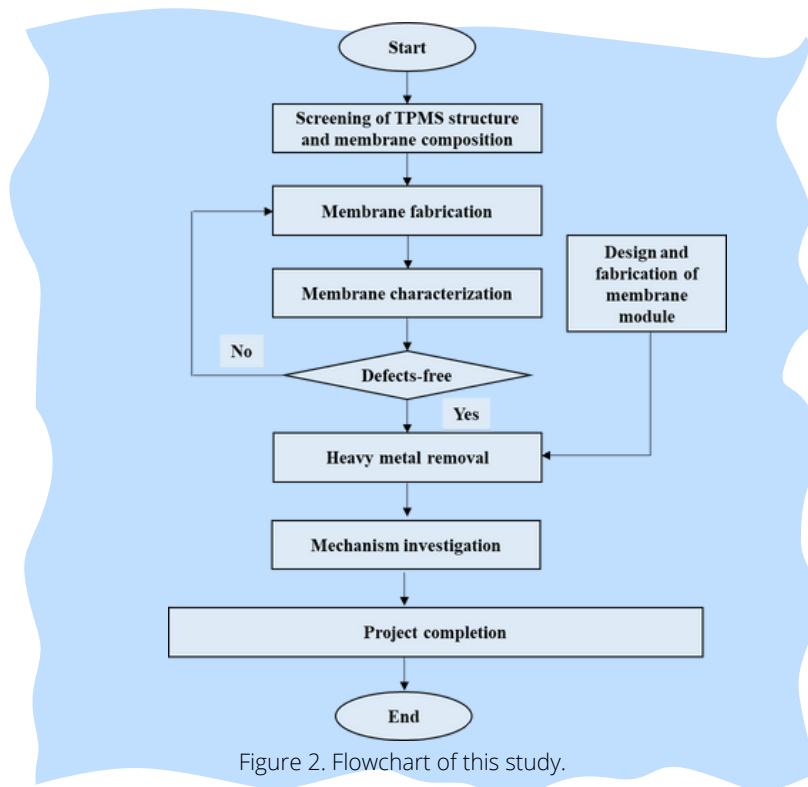 Start
Screening of TPMS structure
and membrane composition
Membrane fabrication
Design and
fabrication of
membrane
module
Membrane characterization
No
Defects-free
Yes
Heavy metal removal
Mechanism investigation
Project completion
End
Figure 2. Flowchart of this study.